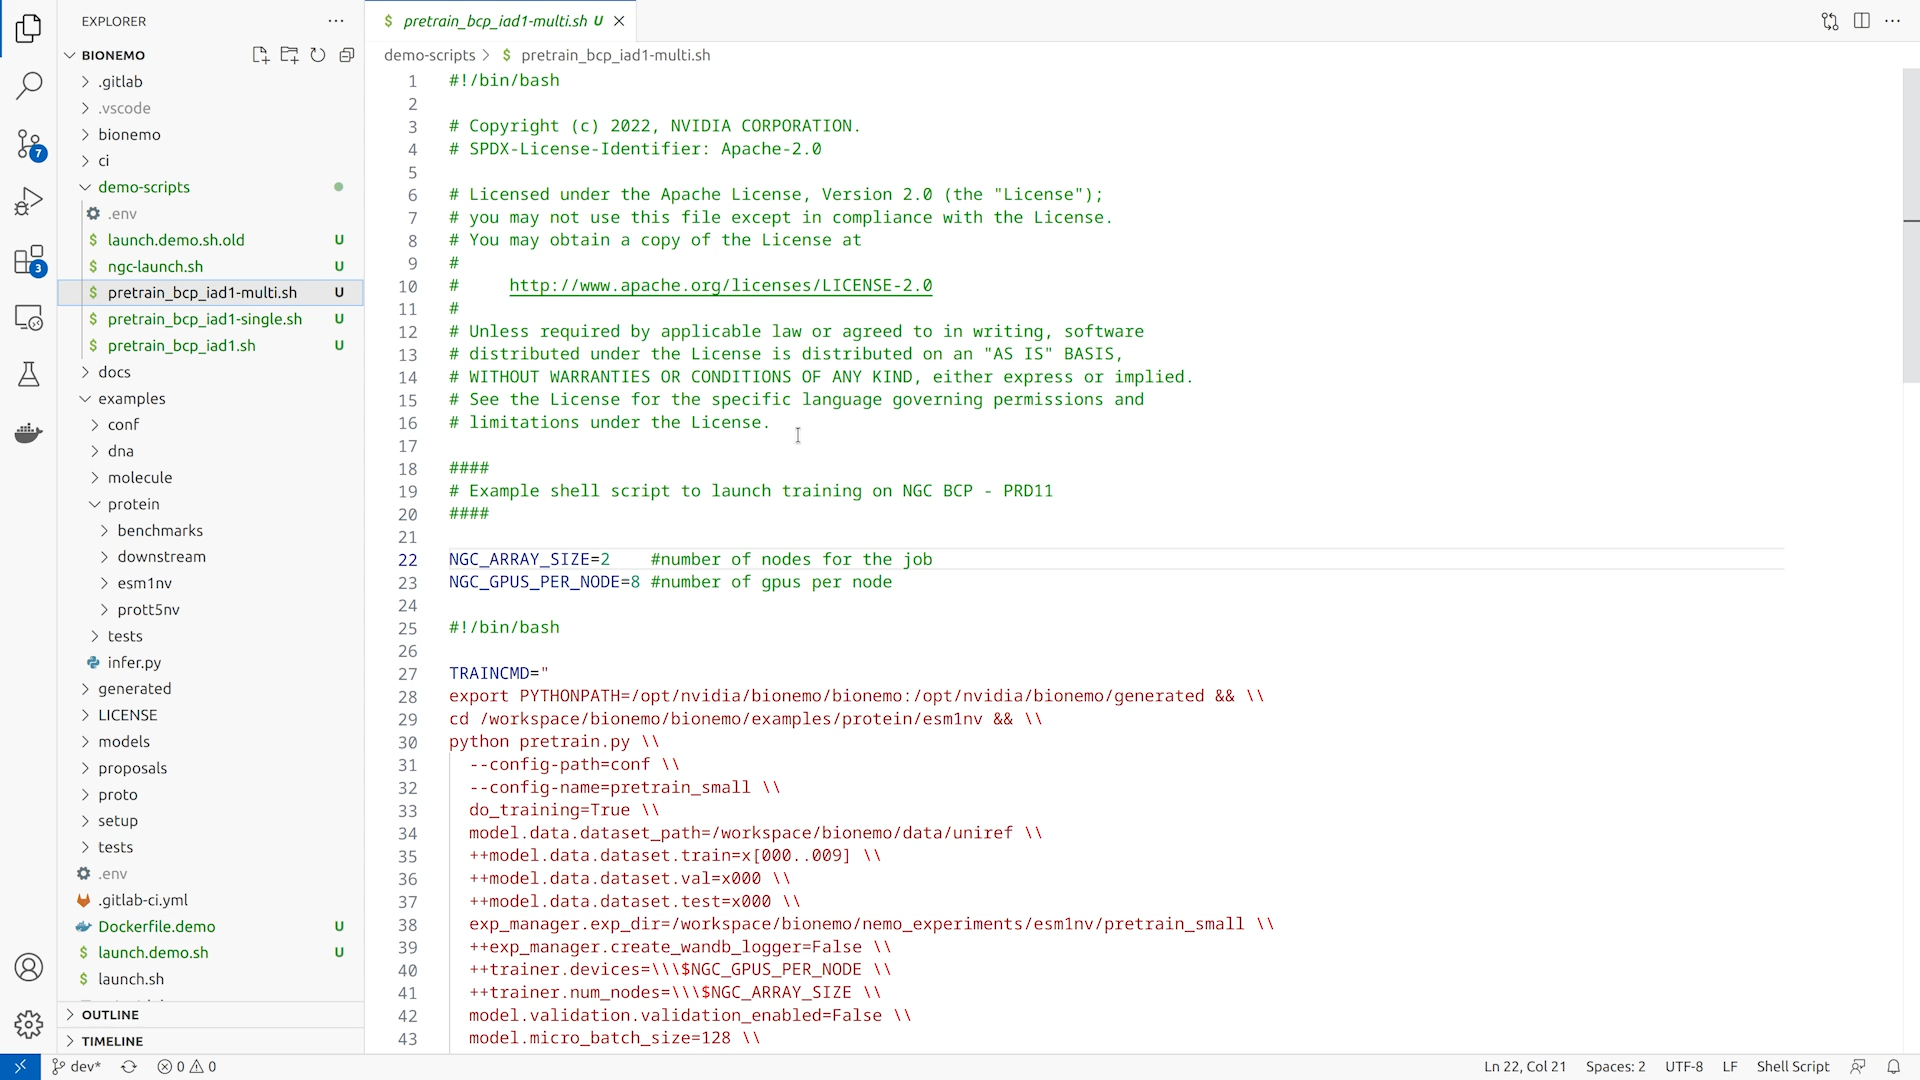 EXPLORER
BIONEMO
.gitlab
.vscode
bionemo
ci
demo-scripts
.env
$ launch.demo.sh.old U
$ ngc-launch.sh U
$ pretrain_bcp_iad1-multi.sh U
$ pretrain_bcp_iad1-single.sh U
$ pretrain_bcp_iad1.sh U
docs
examples
conf
dna
molecule
protein
benchmarks
downstream
esm1nv
prott5nv
tests
infer.py
generated
LICENSE
models
proposals
proto
setup
tests
.env
.gitlab-ci.yml
Dockerfile.demo U
$ launch.demo.sh U
$ launch.sh
OUTLINE
TIMELINE
7
3
$ pretrain_bcp_iad1-multi.sh U
demo-scripts > $ pretrain_bcp_iad1-multi.sh
1 #!/bin/bash
2
3 # Copyright (c) 2022, NVIDIA CORPORATION.
4 # SPDX-License-Identifier: Apache-2.0
5
6 # Licensed under the Apache License, Version 2.0 (the "License");
7 # you may not use this file except in compliance with the License.
8 # You may obtain a copy of the License at
9 #
10 #     http://www.apache.org/licenses/LICENSE-2.0
11 #
12 # Unless required by applicable law or agreed to in writing, software
13 # distributed under the License is distributed on an "AS IS" BASIS,
14 # WITHOUT WARRANTIES OR CONDITIONS OF ANY KIND, either express or implied.
15 # See the License for the specific language governing permissions and
16 # limitations under the License.
17
18 ####
19 # Example shell script to launch training on NGC BCP - PRD11
20 ####
21
22 NGC_ARRAY_SIZE=2    #number of nodes for the job
23 NGC_GPUS_PER_NODE=8 #number of gpus per node
24
25 #!/bin/bash
26
27 TRAINCMD="
28 export PYTHONPATH=/opt/nvidia/bionemo/bionemo:/opt/nvidia/bionemo/generated && \\
29 cd /workspace/bionemo/bionemo/examples/protein/esm1nv && \\
30 python pretrain.py \\
31   --config-path=conf \\
32   --config-name=pretrain_small \\
33   do_training=True \\
34   model.data.dataset_path=/workspace/bionemo/data/uniref \\
35   ++model.data.dataset.train=x[000..009] \\
36   ++model.data.dataset.val=x000 \\
37   ++model.data.dataset.test=x000 \\
38   exp_manager.exp_dir=/workspace/bionemo/nemo_experiments/esm1nv/pretrain_small \\
39   ++exp_manager.create_wandb_logger=False \\
40   ++trainer.devices=\\\$NGC_GPUS_PER_NODE \\
41   ++trainer.num_nodes=\\\$NGC_ARRAY_SIZE \\
42   model.validation.validation_enabled=False \\
43   model.micro_batch_size=128 \\
dev* 0 0 Ln 22, Col 21 Spaces: 2 UTF-8 LF Shell Script